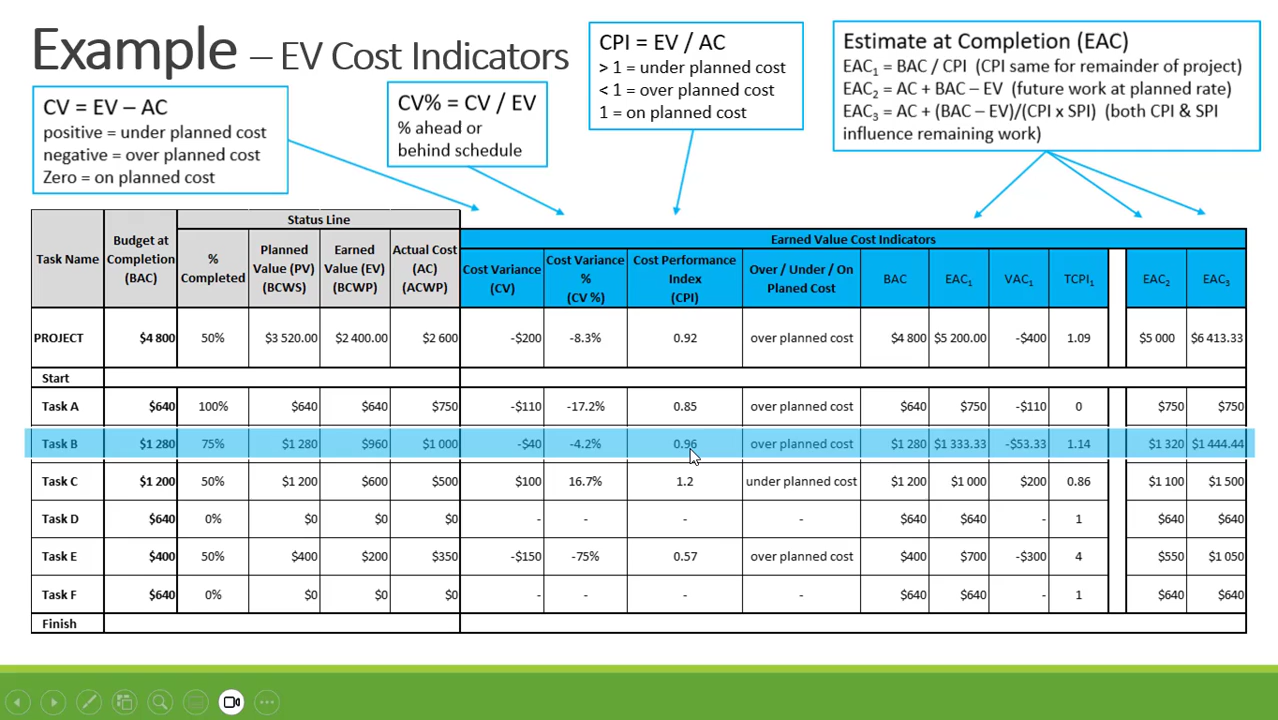 Example – EV Cost Indicators
CV = EV – AC
positive = under planned cost
negative = over planned cost
Zero = on planned cost
CV% = CV / EV
% ahead or
behind schedule
CPI = EV / AC
> 1 = under planned cost
< 1 = over planned cost
1 = on planned cost
Estimate at Completion (EAC)
EAC₁ = BAC / CPI (CPI same for remainder of project)
EAC₂ = AC + BAC – EV (future work at planned rate)
EAC₃ = AC + (BAC – EV)/(CPI x SPI) (both CPI & SPI
influence remaining work)
Status Line
Earned Value Cost Indicators
Task Name
Budget at
Completion
(BAC)
%
Completed
Planned
Value (PV)
(BCWS)
Earned
Value (EV)
(BCWP)
Actual Cost
(AC)
(ACWP)
Cost Variance
(CV)
Cost Variance
%
(CV %)
Cost Performance
Index
(CPI)
Over / Under / On
Planed Cost
BAC
EAC₁
VAC₁
TCPI₁
EAC₂
EAC₃
PROJECT $4 800 50% $3 520.00 $2 400.00 $2 600 -$200 -8.3% 0.92 over planned cost $4 800 $5 200.00 -$400 1.09 $5 000 $6 413.33
Start
Task A $640 100% $640 $640 $750 -$110 -17.2% 0.85 over planned cost $640 $750 -$110 0 $750 $750
Task B $1 280 75% $1 280 $960 $1 000 -$40 -4.2% 0.96 over planned cost $1 280 $1 333.33 -$53.33 1.14 $1 320 $1 444.44
Task C $1 200 50% $1 200 $600 $500 $100 16.7% 1.2 under planned cost $1 200 $1 000 $200 0.86 $1 100 $1 500
Task D $640 0% $0 $0 $0 - - - - $640 $640 - 1 $640 $640
Task E $400 50% $400 $200 $350 -$150 -75% 0.57 over planned cost $400 $700 -$300 4 $550 $1 050
Task F $640 0% $0 $0 $0 - - - - $640 $640 - 1 $640 $640
Finish